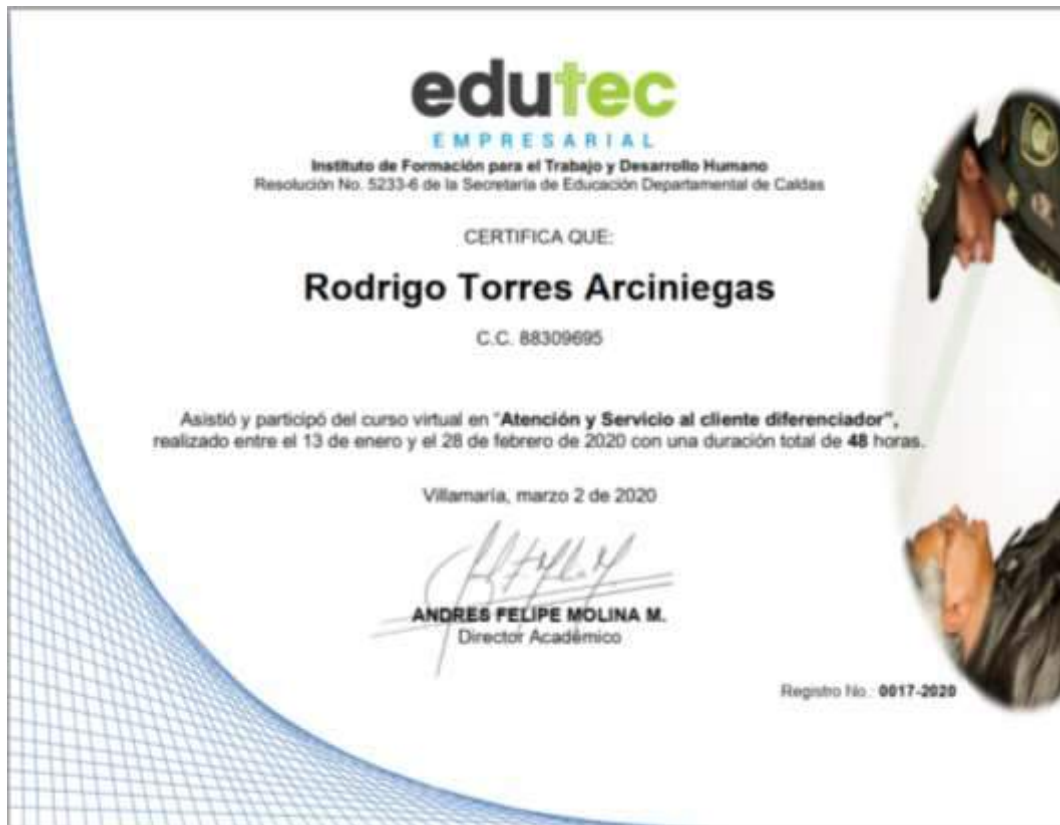 edutec
EMPRESARIAL
Instituto de Formación para el Trabajo y Desarrollo Humano
Resolución No. 5233-6 de la Secretaría de Educación Departamental de Caldas
CERTIFICA QUE:
Rodrigo Torres Arciniegas
C.C. 88309695
Asistió y participó del curso virtual en "Atención y Servicio al cliente diferenciador",
realizado entre el 13 de enero y el 28 de febrero de 2020 con una duración total de 48 horas.
Villamaría, marzo 2 de 2020
ANDRES FELIPE MOLINA M.
Director Académico
Registro No.: 0017-2020